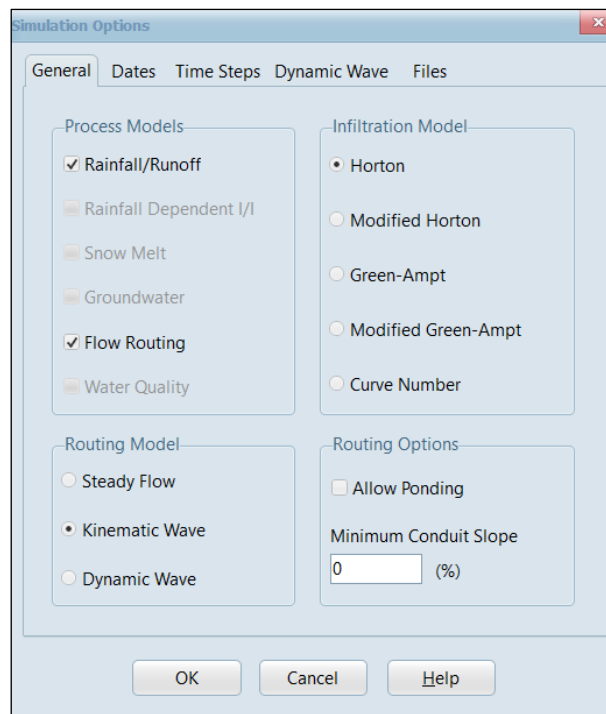 Simulation Options
General Dates Time Steps Dynamic Wave Files
Process Models
Rainfall/Runoff
Rainfall Dependent I/I
Snow Melt
Groundwater
Flow Routing
Water Quality
Infiltration Model
Horton
Modified Horton
Green-Ampt
Modified Green-Ampt
Curve Number
Routing Model
Steady Flow
Kinematic Wave
Dynamic Wave
Routing Options
Allow Ponding
Minimum Conduit Slope
0 (%)
OK Cancel Help